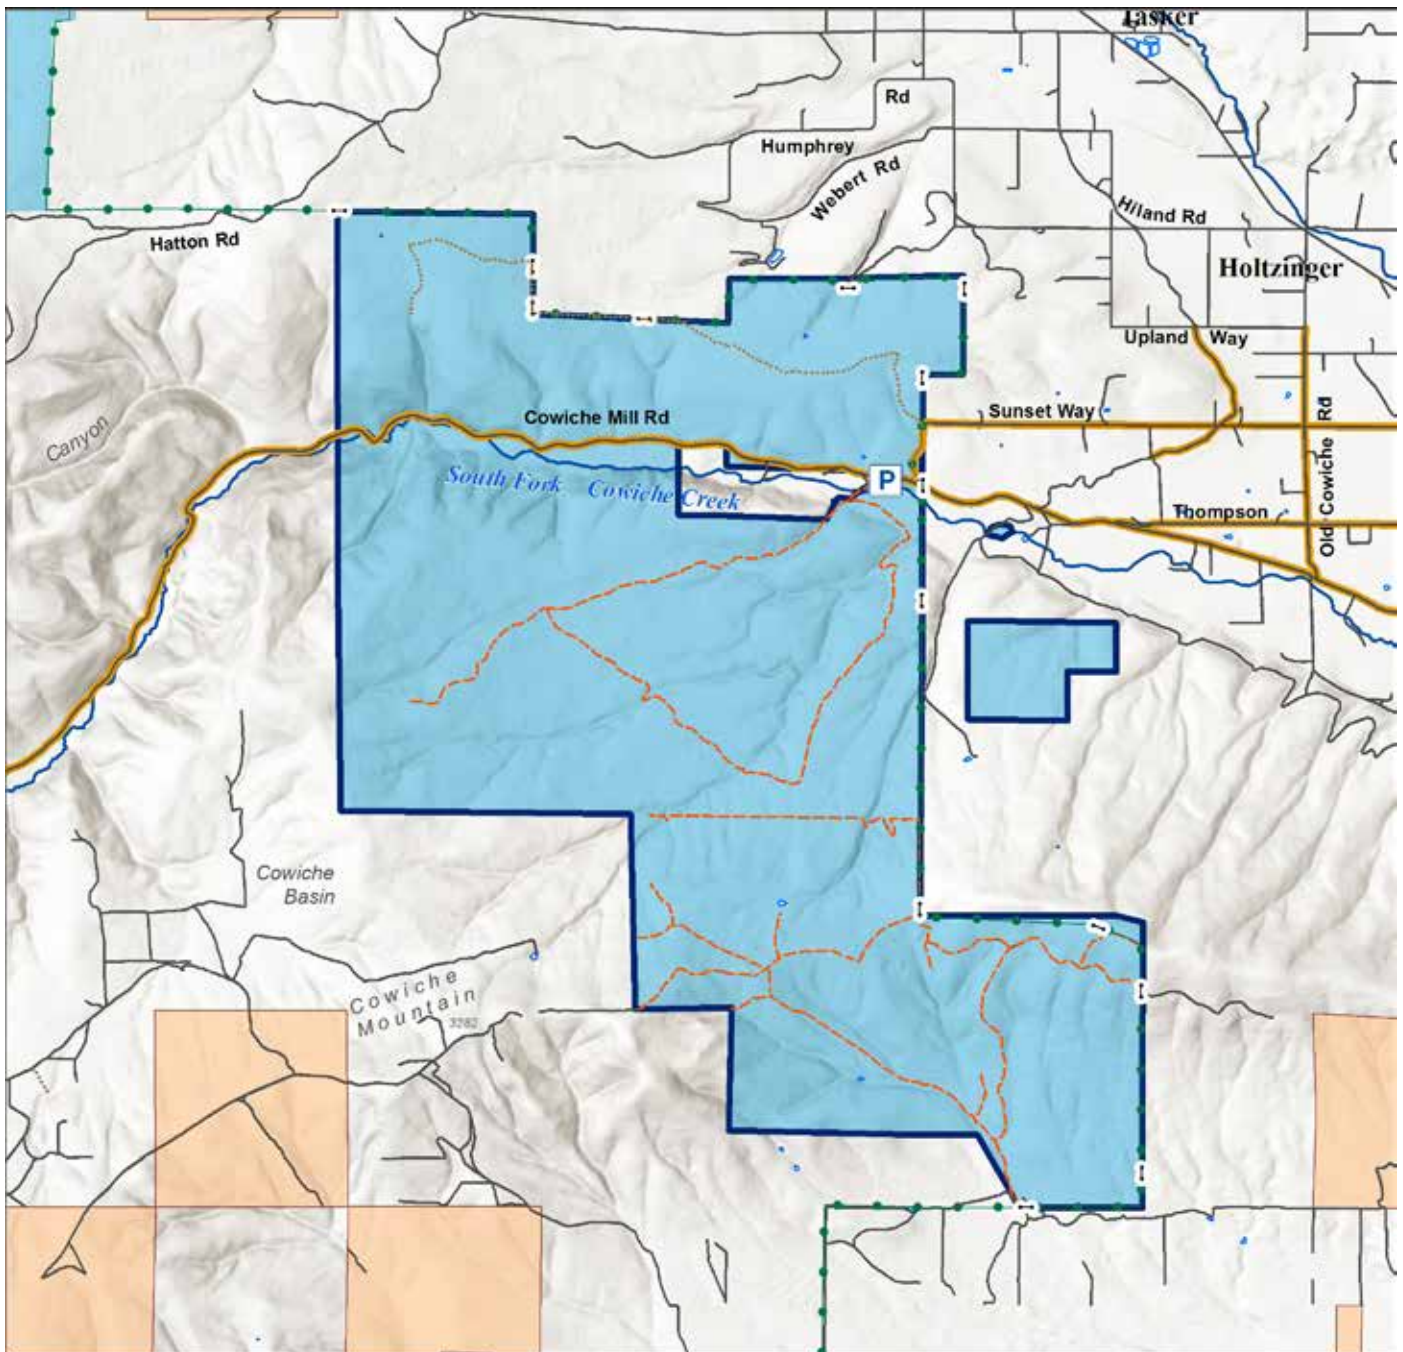 Tasker
Rd
Humphrey
Webert Rd
Hiland Rd
Hatton Rd
Holtzinger
Upland Way
Canyon
Cowiche Mill Rd
Sunset Way
Old Cowiche Rd
South Fork Cowiche Creek
P
Thompson
Cowiche
Basin
Cowiche
Mountain
3262